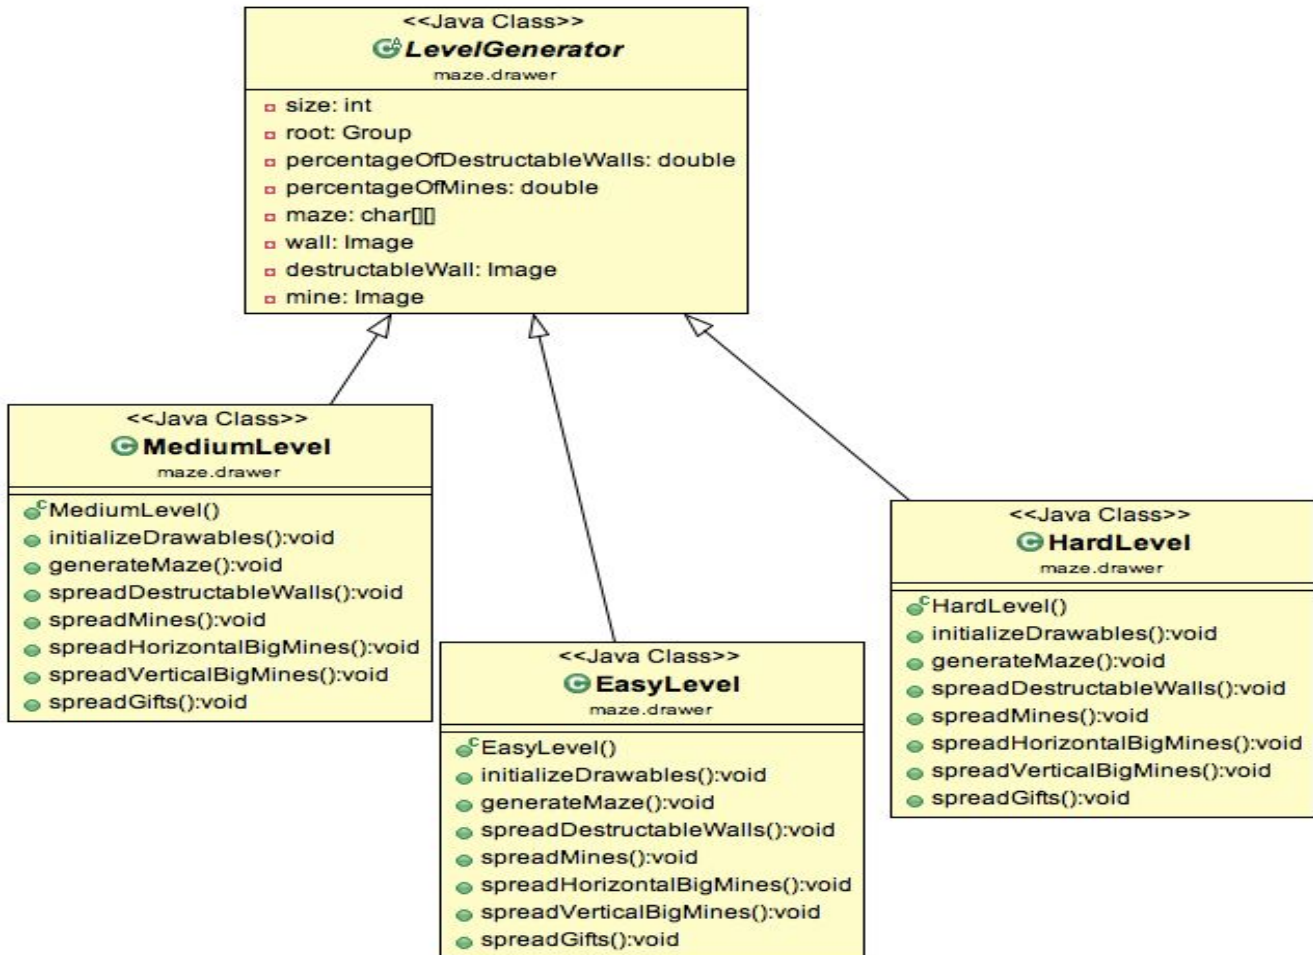 <<Java Class>>
LevelGenerator
maze.drawer
size: int
root: Group
percentageOfDestructableWalls: double
percentageOfMines: double
maze: char[][]
wall: Image
destructableWall: Image
mine: Image
<<Java Class>>
MediumLevel
maze.drawer
MediumLevel()
initializeDrawables():void
generateMaze():void
spreadDestructableWalls():void
spreadMines():void
spreadHorizontalBigMines():void
spreadVerticalBigMines():void
spreadGifts():void
<<Java Class>>
EasyLevel
maze.drawer
EasyLevel()
initializeDrawables():void
generateMaze():void
spreadDestructableWalls():void
spreadMines():void
spreadHorizontalBigMines():void
spreadVerticalBigMines():void
spreadGifts():void
<<Java Class>>
HardLevel
maze.drawer
HardLevel()
initializeDrawables():void
generateMaze():void
spreadDestructableWalls():void
spreadMines():void
spreadHorizontalBigMines():void
spreadVerticalBigMines():void
spreadGifts():void